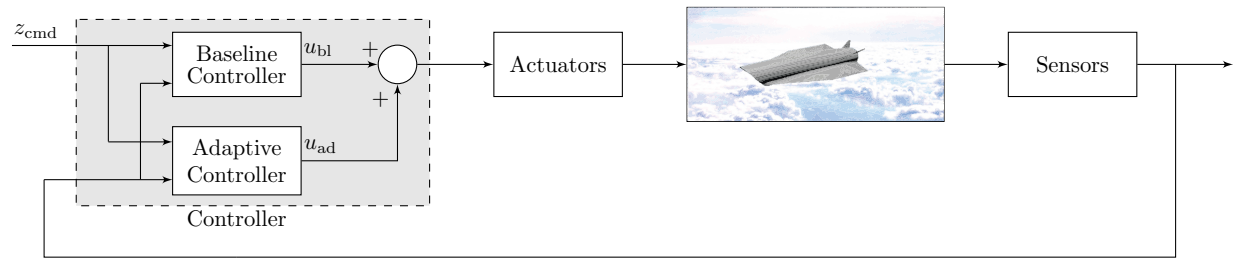 z_cmd
Baseline
Controller
u_bl
+
+
Actuators
Sensors
Adaptive
Controller
u_ad
Controller